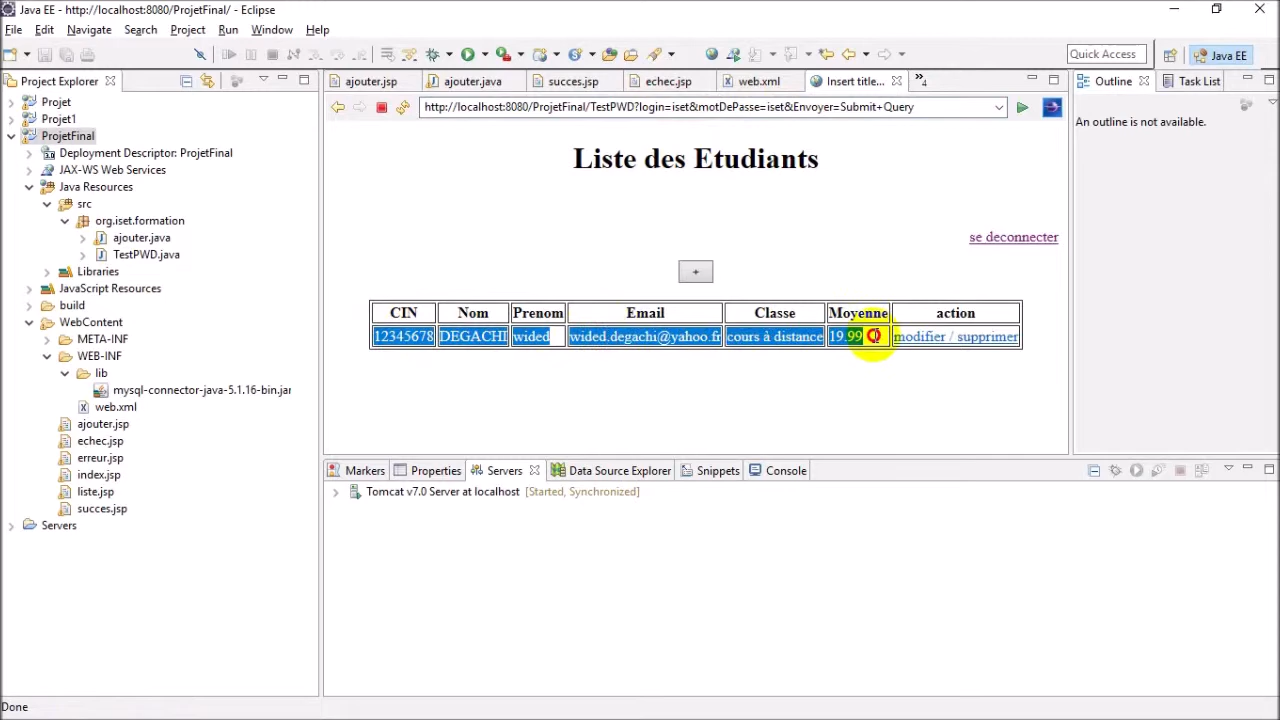 Java EE - http://localhost:8080/ProjetFinal/ - Eclipse
File Edit Navigate Search Project Run Window Help
Quick Access Java EE
Project Explorer
Projet
Projet1
ProjetFinal
Deployment Descriptor: ProjetFinal
JAX-WS Web Services
Java Resources
src
org.iset.formation
ajouter.java
TestPWD.java
Libraries
JavaScript Resources
build
WebContent
META-INF
WEB-INF
lib
mysql-connector-java-5.1.16-bin.jar
web.xml
ajouter.jsp
echec.jsp
erreur.jsp
index.jsp
liste.jsp
succes.jsp
Servers
ajouter.jsp ajouter.java succes.jsp echec.jsp web.xml Insert title... »4
http://localhost:8080/ProjetFinal/TestPWD?login=iset&motDePasse=iset&Envoyer=Submit+Query
Liste des Etudiants
se deconnecter
+
CIN Nom Prenom Email Classe Moyenne action
12345678 DEGACHI wided wided.degachi@yahoo.fr cours à distance 19.99 modifier / supprimer
Outline Task List
An outline is not available.
Markers Properties Servers Data Source Explorer Snippets Console
Tomcat v7.0 Server at localhost [Started, Synchronized]
Done